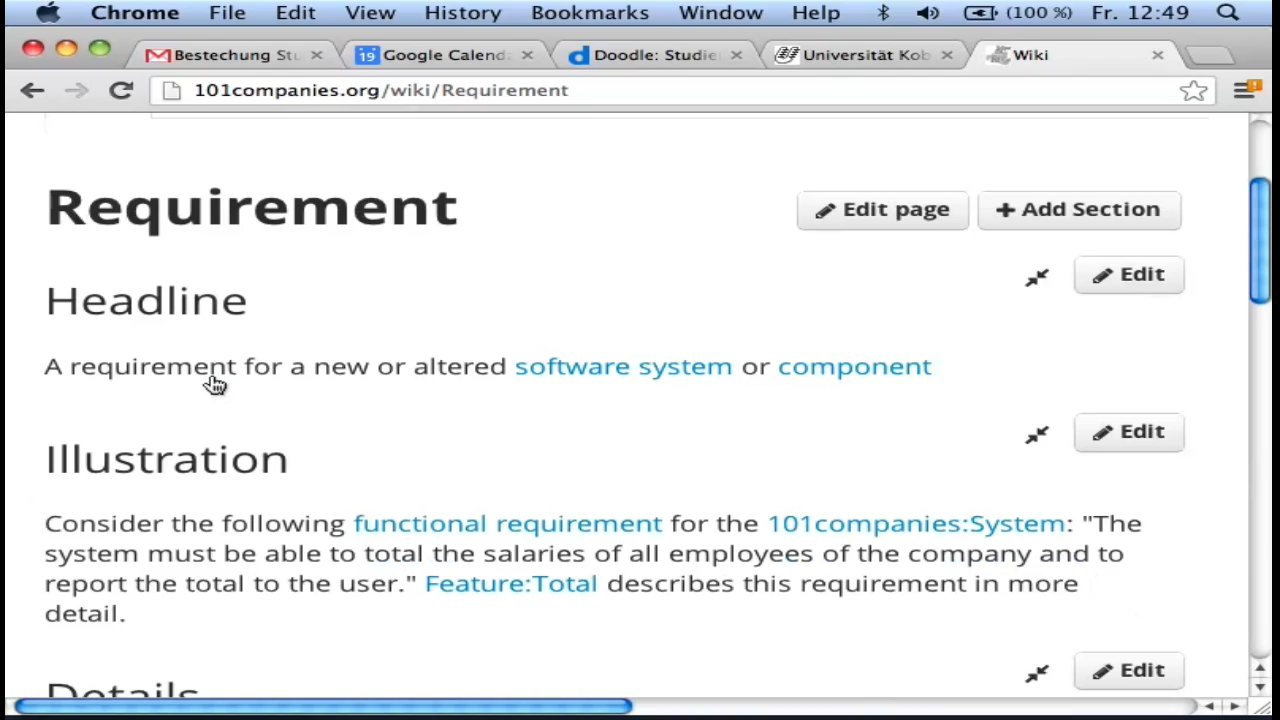 Chrome File Edit View History Bookmarks Window Help (100 %) Fr. 12:49
Bestechung Stu 19 Google Calend Doodle: Studie Universität Kob Wiki
101companies.org/wiki/Requirement
Requirement
Edit page Add Section
Headline
Edit
A requirement for a new or altered software system or component
Illustration
Edit
Consider the following functional requirement for the 101companies:System: "The
system must be able to total the salaries of all employees of the company and to
report the total to the user." Feature:Total describes this requirement in more
detail.
Details
Edit